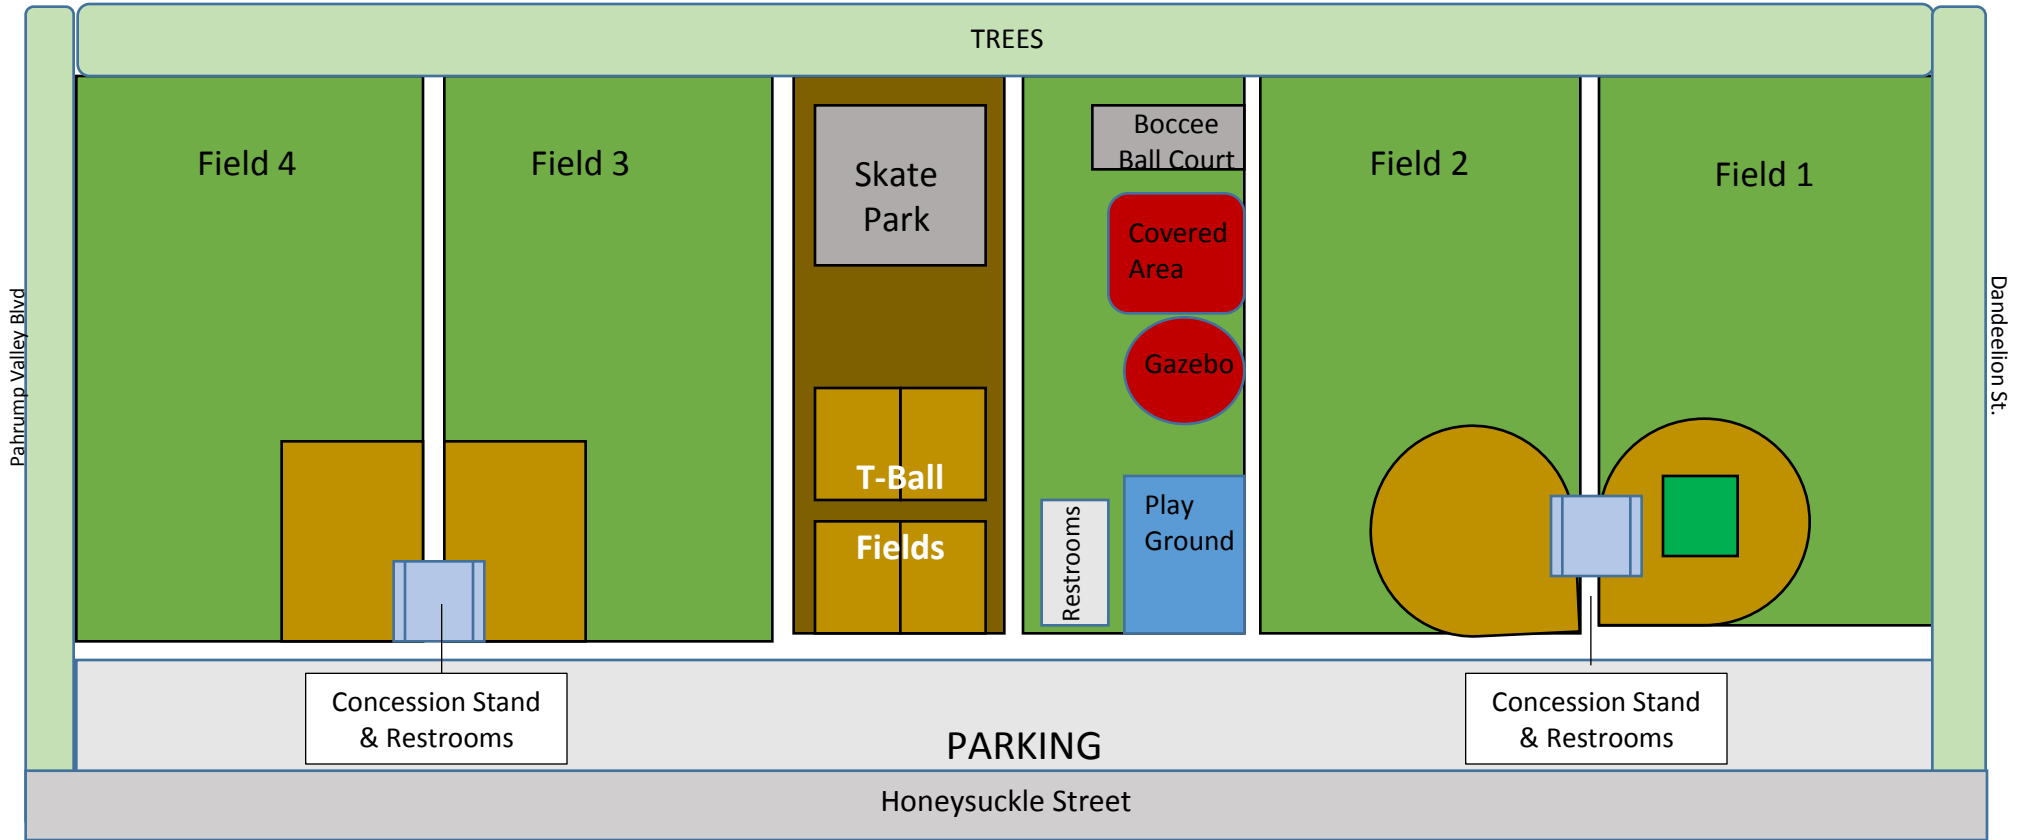 TREES
Field 4
Field 3
Skate
Park
Boccee
Ball Court
Covered
Area
Gazebo
Field 2
Field 1
Pahrump Valley Blvd
Dandeelion St.
T-Ball
Fields
Restrooms
Play
Ground
Concession Stand
& Restrooms
Concession Stand
& Restrooms
PARKING
Honeysuckle Street